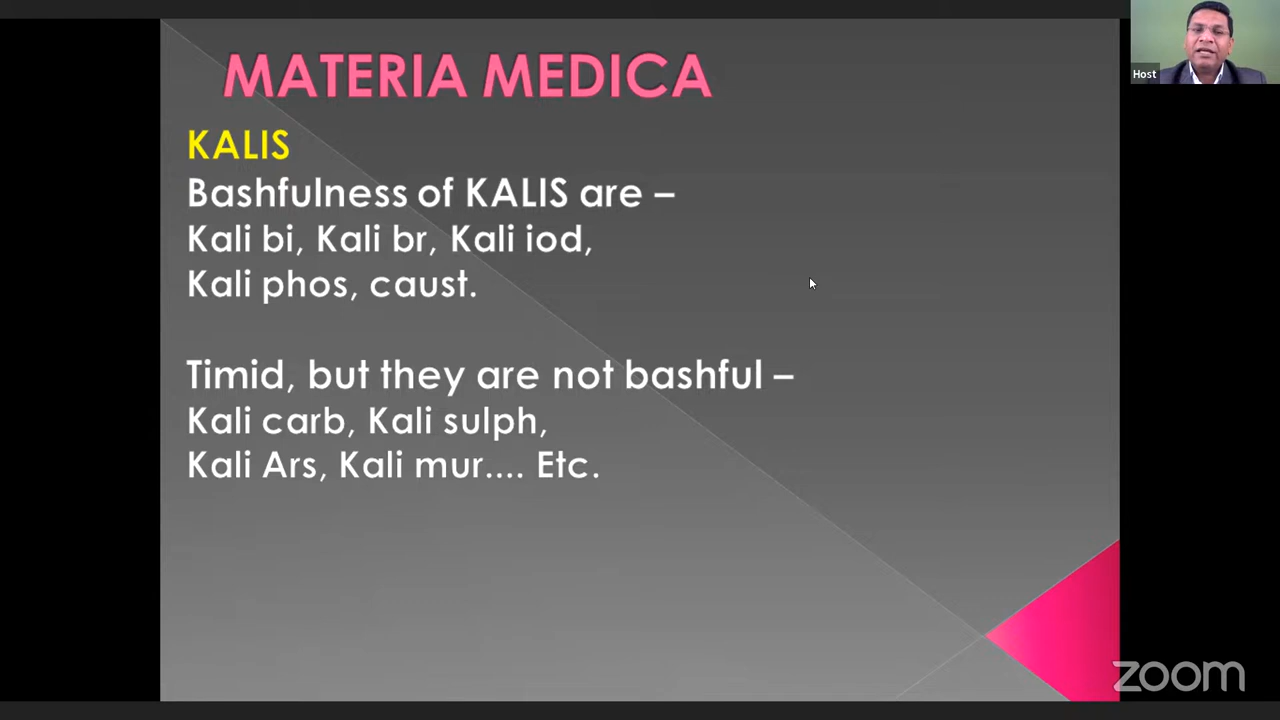 MATERIA MEDICA
KALIS
Bashfulness of KALIS are –
Kali bi, Kali br, Kali iod,
Kali phos, caust.
Timid, but they are not bashful –
Kali carb, Kali sulph,
Kali Ars, Kali mur.... Etc.
Host
zoom